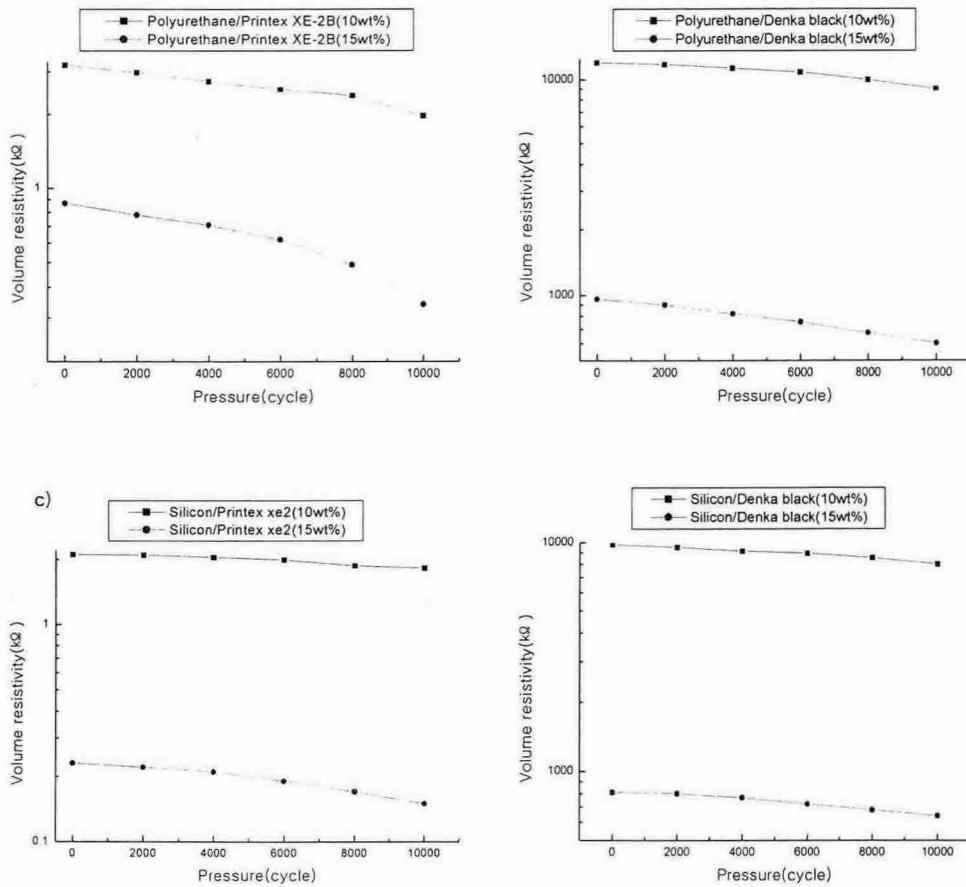 Polyurethane/Printex XE-2B(10wt%)
Polyurethane/Printex XE-2B(15wt%)
Volume resistivity(kΩ)
1
0 2000 4000 6000 8000 10000
Pressure(cycle)
Polyurethane/Denka black(10wt%)
Polyurethane/Denka black(15wt%)
Volume resistivity(kΩ)
10000
1000
0 2000 4000 6000 8000 10000
Pressure(cycle)
c)
Silicon/Printex xe2(10wt%)
Silicon/Printex xe2(15wt%)
Volume resistivity(kΩ)
1
0.1
0 2000 4000 6000 8000 10000
Pressure(cycle)
Silicon/Denka black(10wt%)
Silicon/Denka black(15wt%)
Volume resistivity(kΩ)
10000
1000
0 2000 4000 6000 8000 10000
Pressure(cycle)